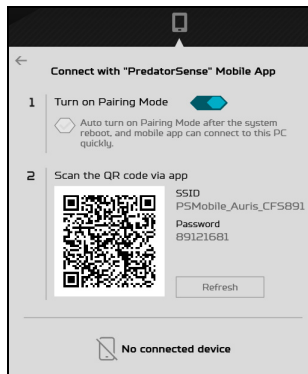 Connect with "PredatorSense" Mobile App
1 Turn on Pairing Mode
Auto turn on Pairing Mode after the system
reboot, and mobile app can connect to this PC
quickly.
2 Scan the QR code via app
SSID
PSMobile_Auris_CFS891
Password
89121681
Refresh
No connected device